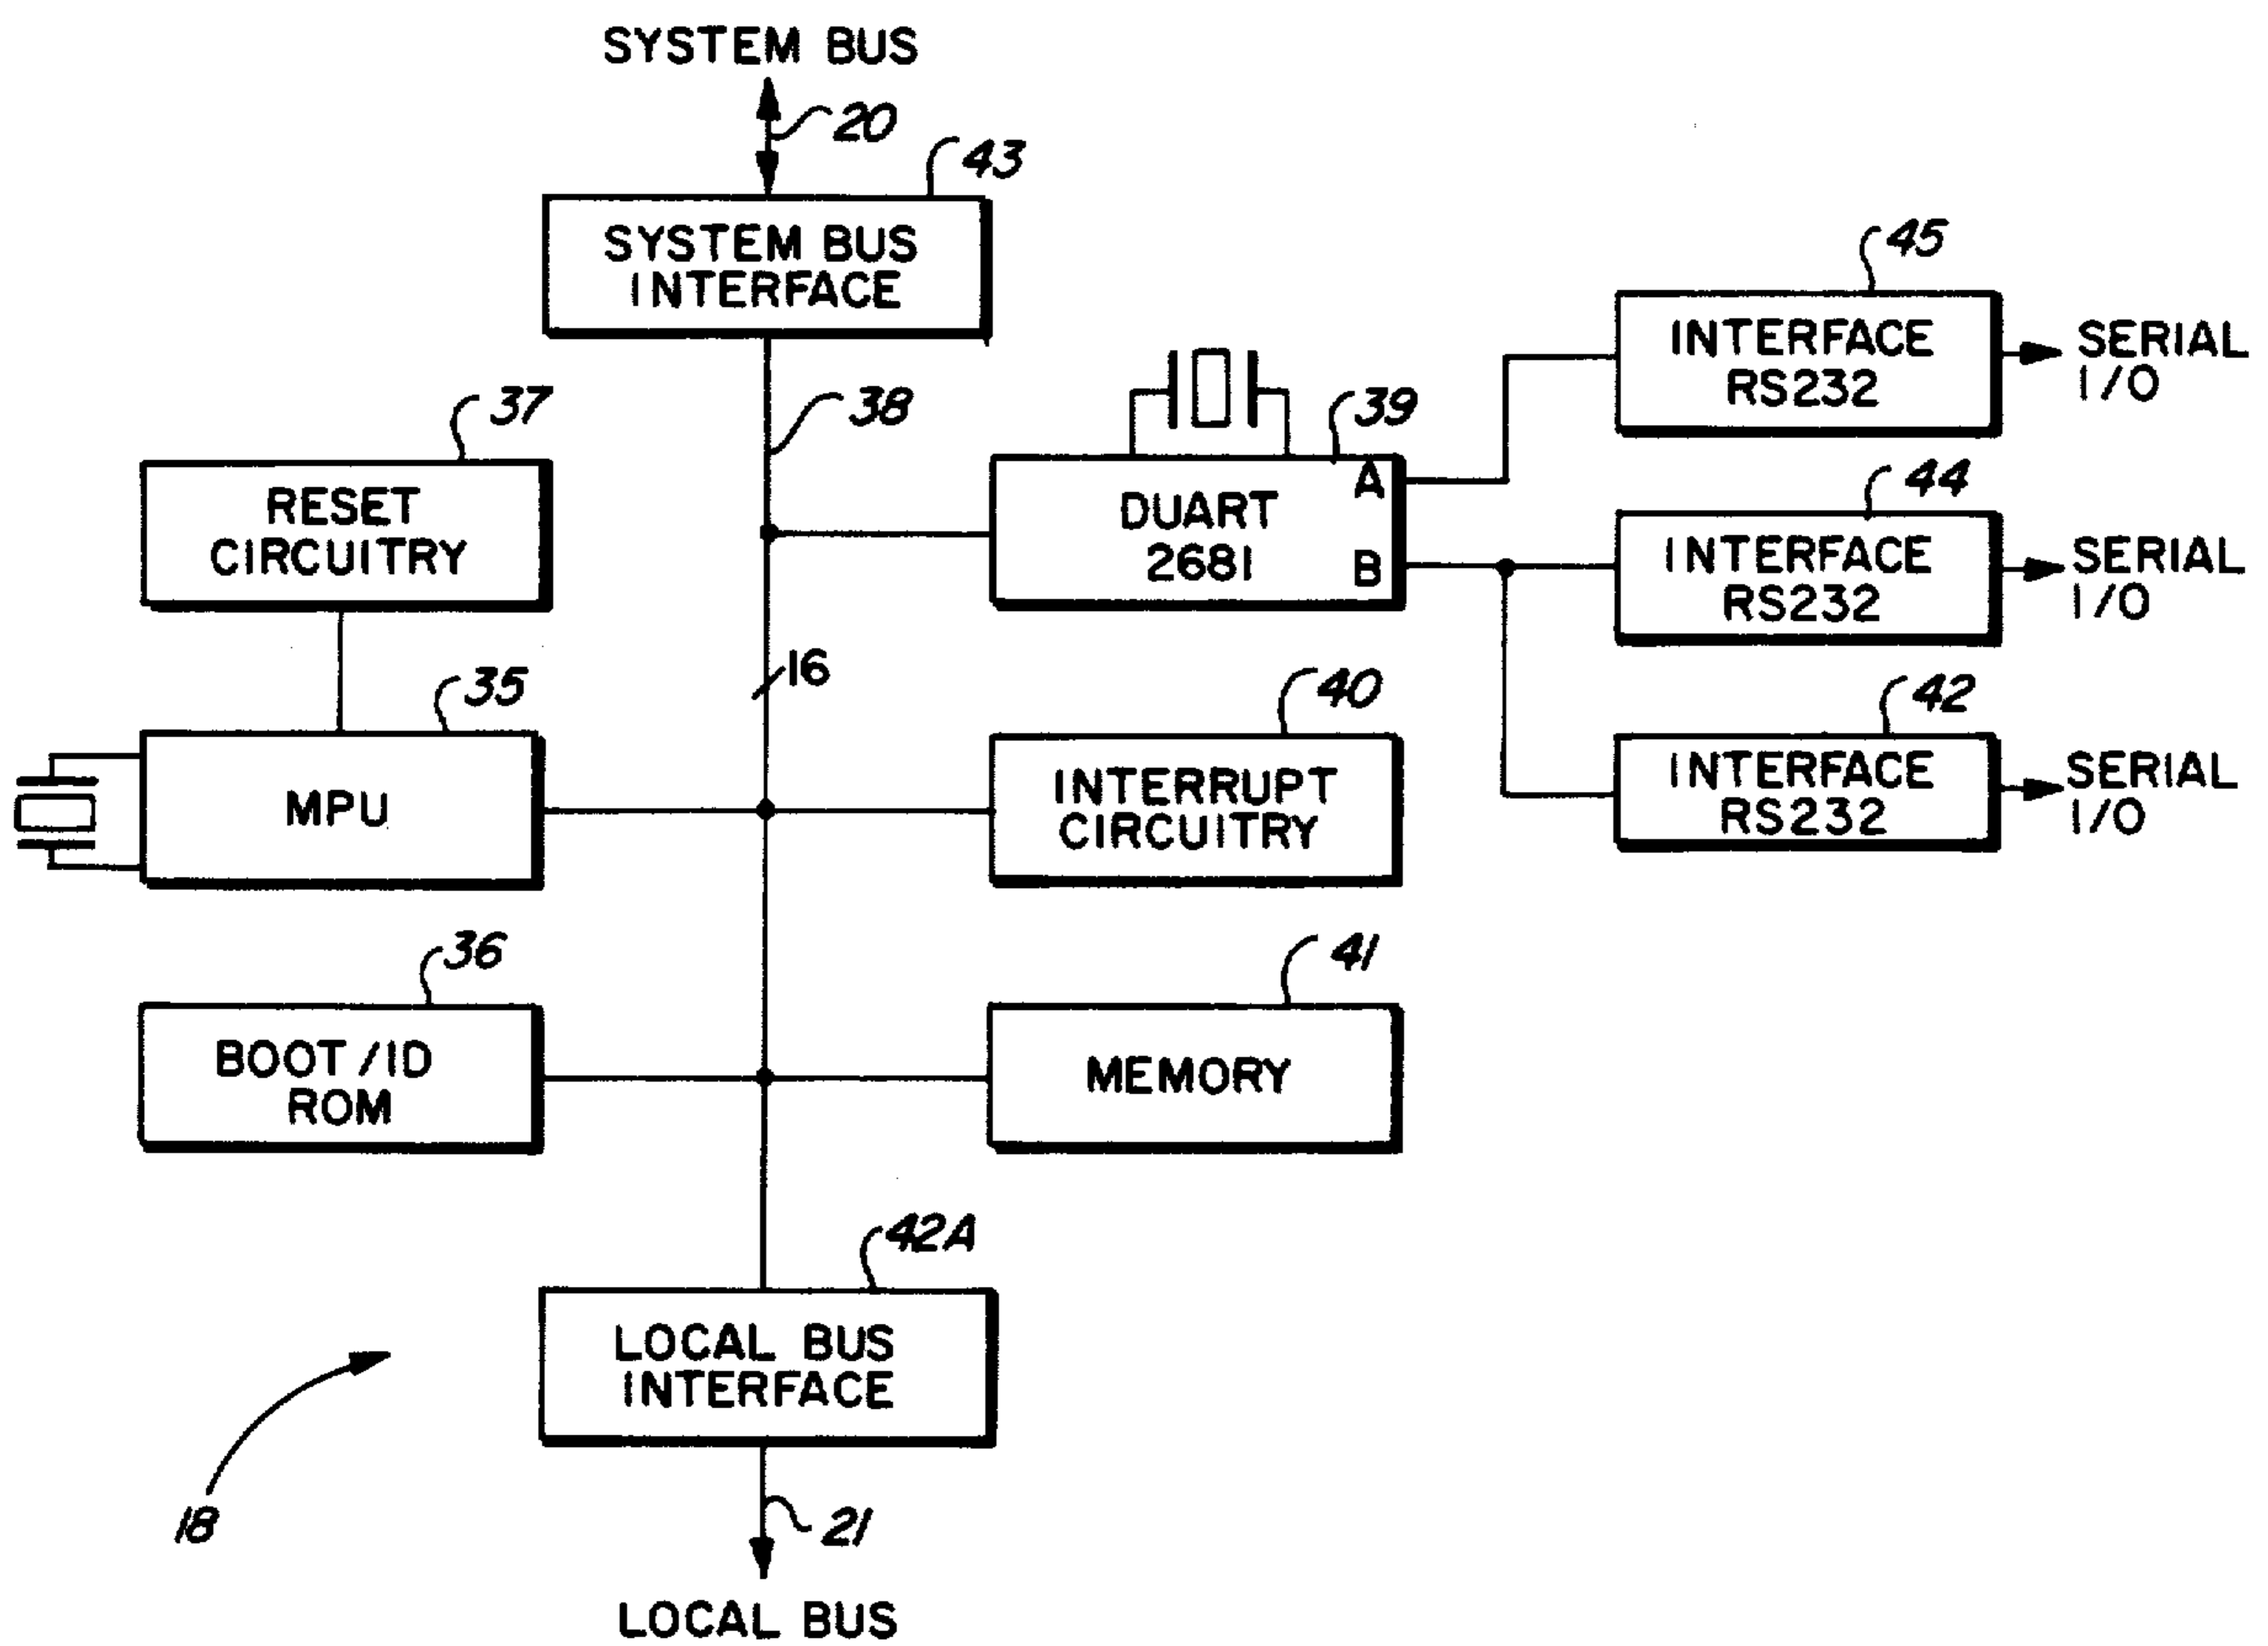 SYSTEM BUS
20
43
SYSTEM BUS
INTERFACE
45
INTERFACE
RS232
SERIAL
I/O
37
38
39
RESET
CIRCUITRY
DUART
2681
A
B
44
INTERFACE
RS232
SERIAL
I/O
16
35
MPU
40
INTERRUPT
CIRCUITRY
42
INTERFACE
RS232
SERIAL
I/O
36
BOOT/ID
ROM
41
MEMORY
42A
LOCAL BUS
INTERFACE
18
21
LOCAL BUS